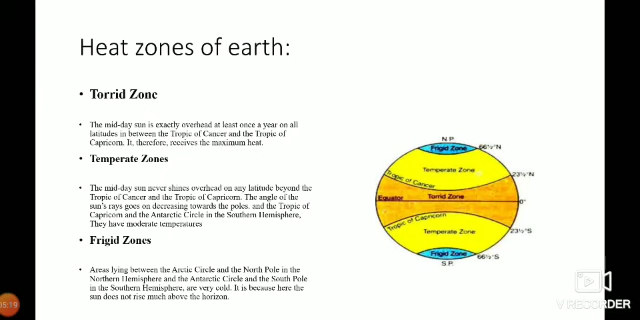 Heat zones of earth:
• Torrid Zone
• The mid-day sun is exactly overhead at least once a year on all
latitudes in between the Tropic of Cancer and the Tropic of
Capricorn. It, therefore, receives the maximum heat.
• Temperate Zones
• The mid-day sun never shines overhead on any latitude beyond the
Tropic of Cancer and the Tropic of Capricorn. The angle of the
sun's rays goes on decreasing towards the poles. and the Tropic of
Capricorn and the Antarctic Circle in the Southern Hemisphere,
They have moderate temperatures
• Frigid Zones
• Areas lying between the Arctic Circle and the North Pole in the
Northern Hemisphere and the Antarctic Circle and the South Pole
in the Southern Hemisphere, are very cold. It is because here the
sun does not rise much above the horizon.
N.P.
Frigid Zone
66½°N
Temperate Zone
23½°N
Tropic of Cancer
Torrid Zone
Equator
0°
Tropic of Capricorn
Temperate Zone
23½°S
Frigid Zone
66½°S
S.P.
05:19
V RECORDER